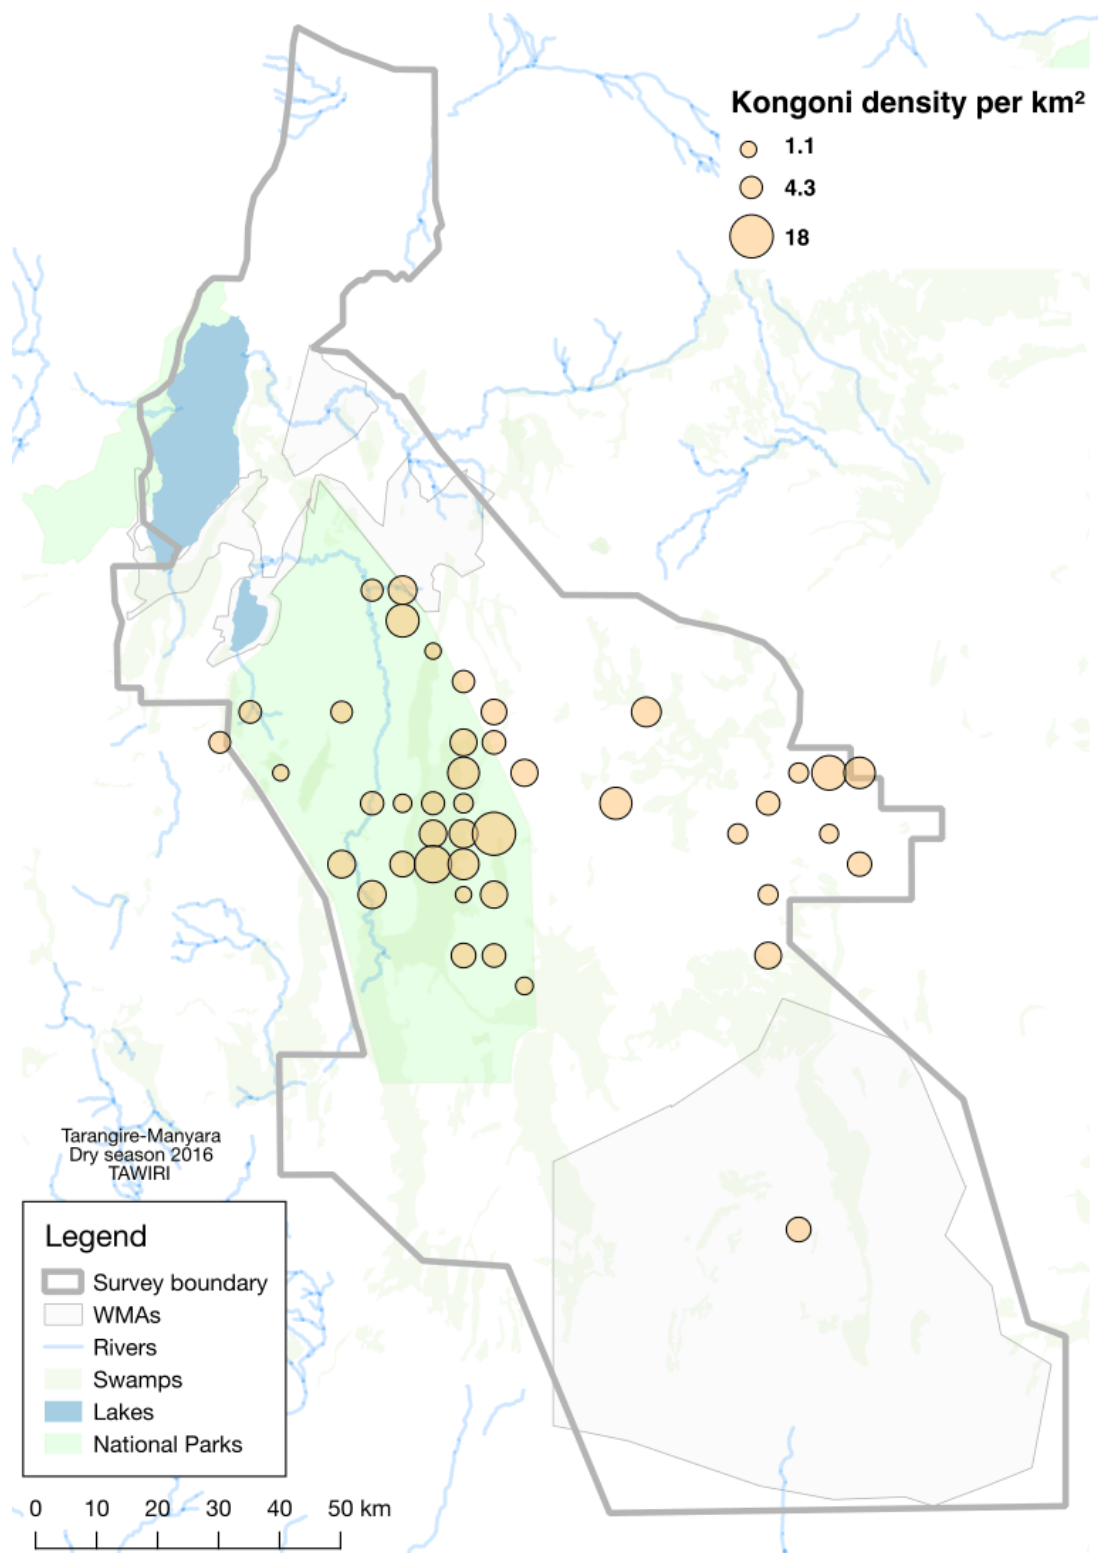 Kongoni density per km²
1.1
4.3
18
Tarangire-Manyara
Dry season 2016
TAWIRI
Legend
Survey boundary
WMAs
Rivers
Swamps
Lakes
National Parks
0 10 20 30 40 50 km